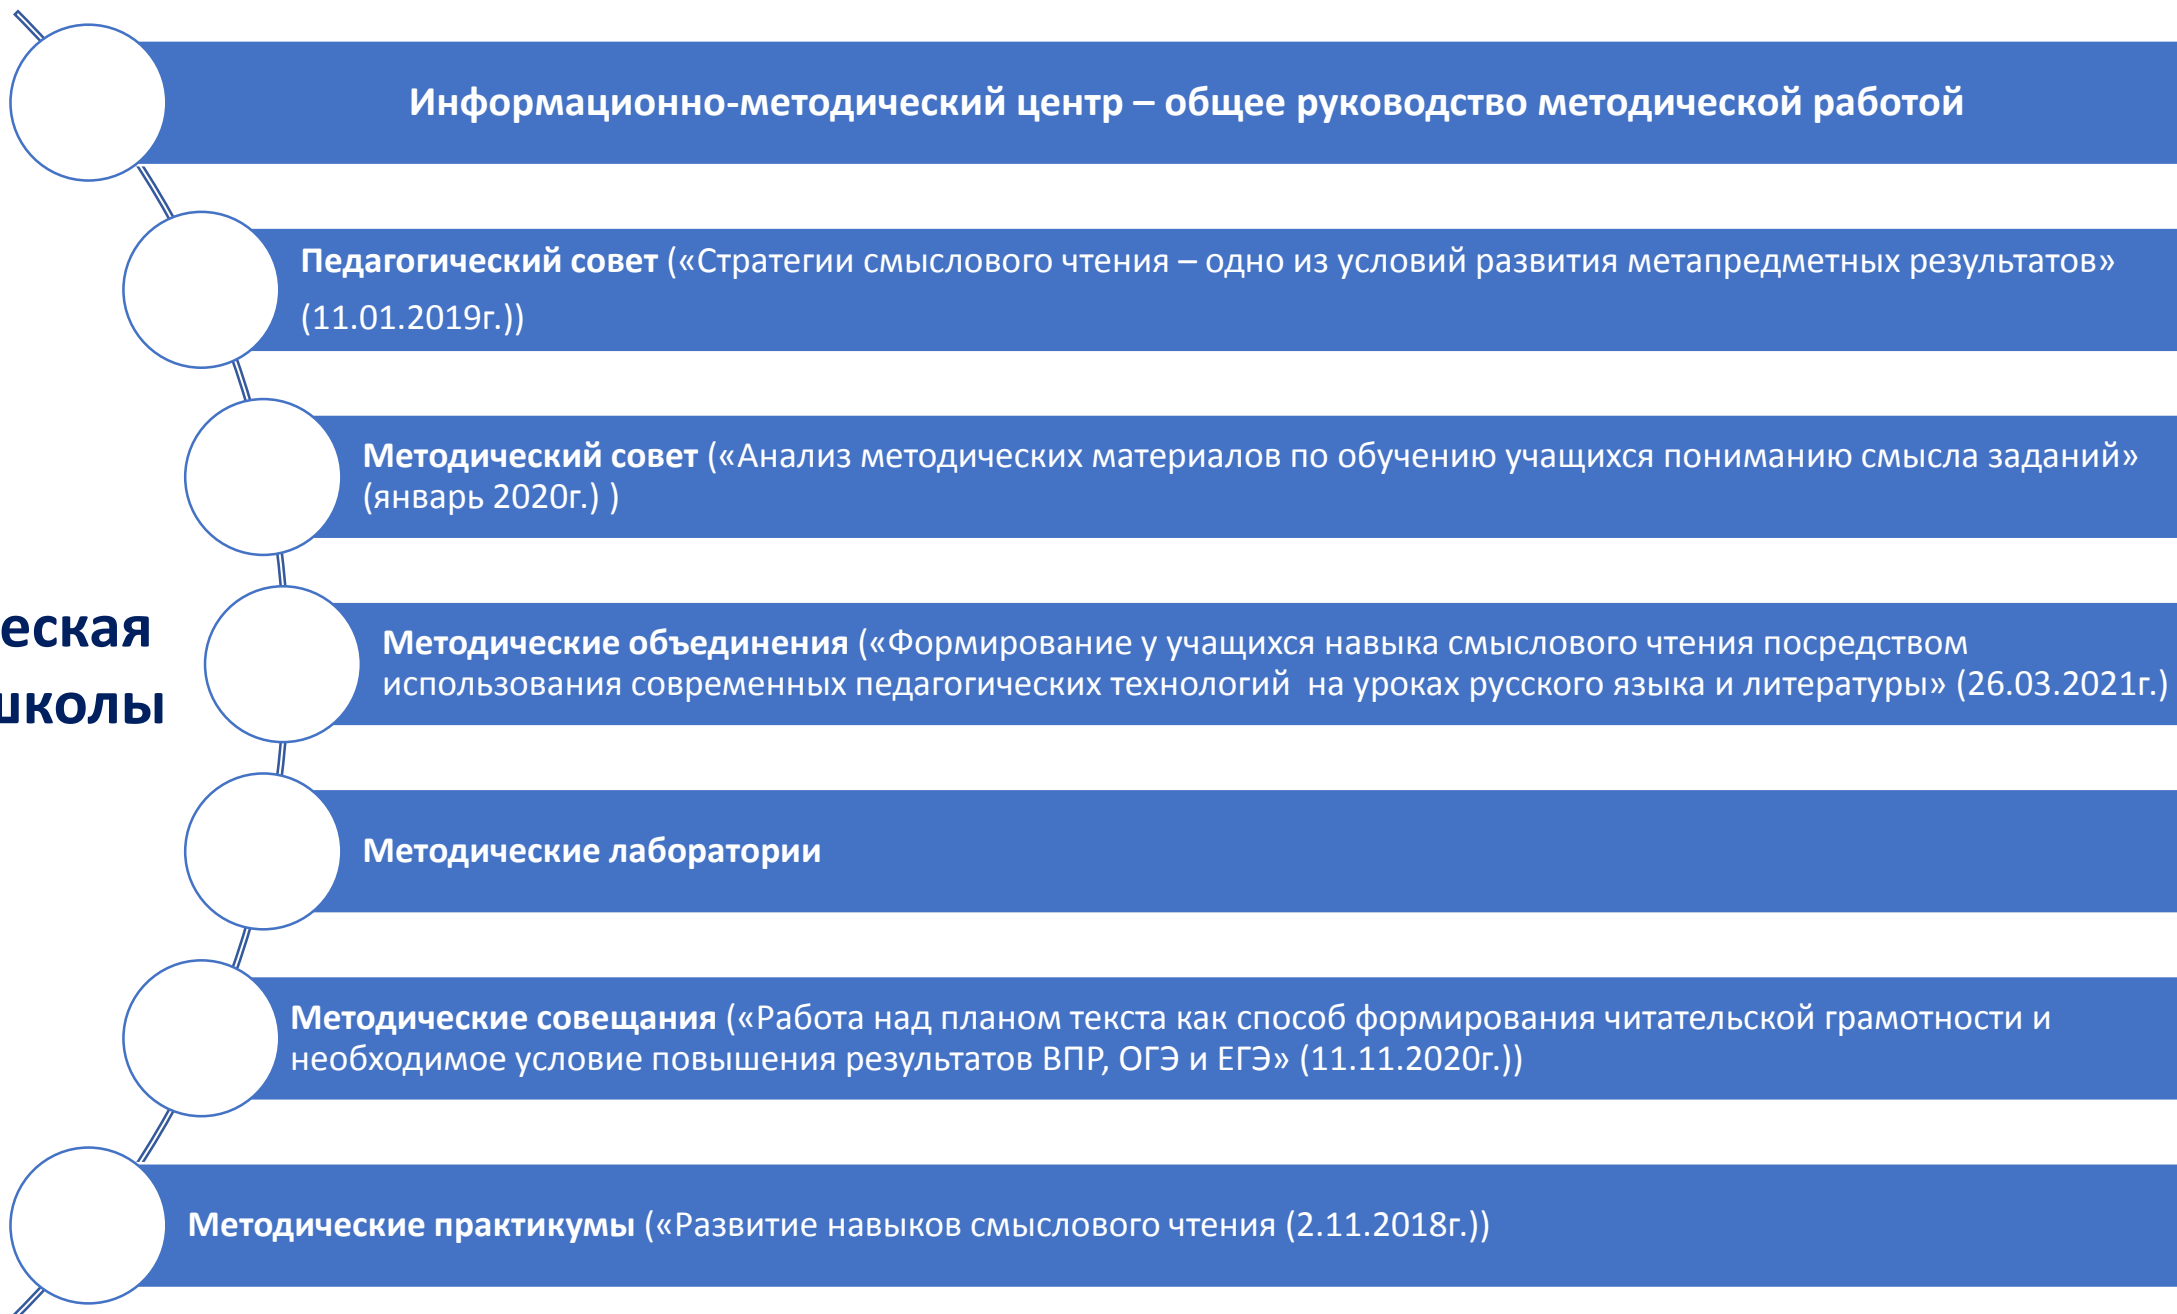 Информационно-методический центр – общее руководство методической работой
Педагогический совет («Стратегии смыслового чтения – одно из условий развития метапредметных результатов»
(11.01.2019г.))
Методический совет («Анализ методических материалов по обучению учащихся пониманию смысла заданий»
(январь 2020г.) )
школы
Методические объединения («Формирование у учащихся навыка смыслового чтения посредством
использования современных педагогических технологий  на уроках русского языка и литературы» (26.03.2021г.)
Методические лаборатории
Методические совещания («Работа над планом текста как способ формирования читательской грамотности и
необходимое условие повышения результатов ВПР, ОГЭ и ЕГЭ» (11.11.2020г.))
Методические практикумы («Развитие навыков смыслового чтения (2.11.2018г.))